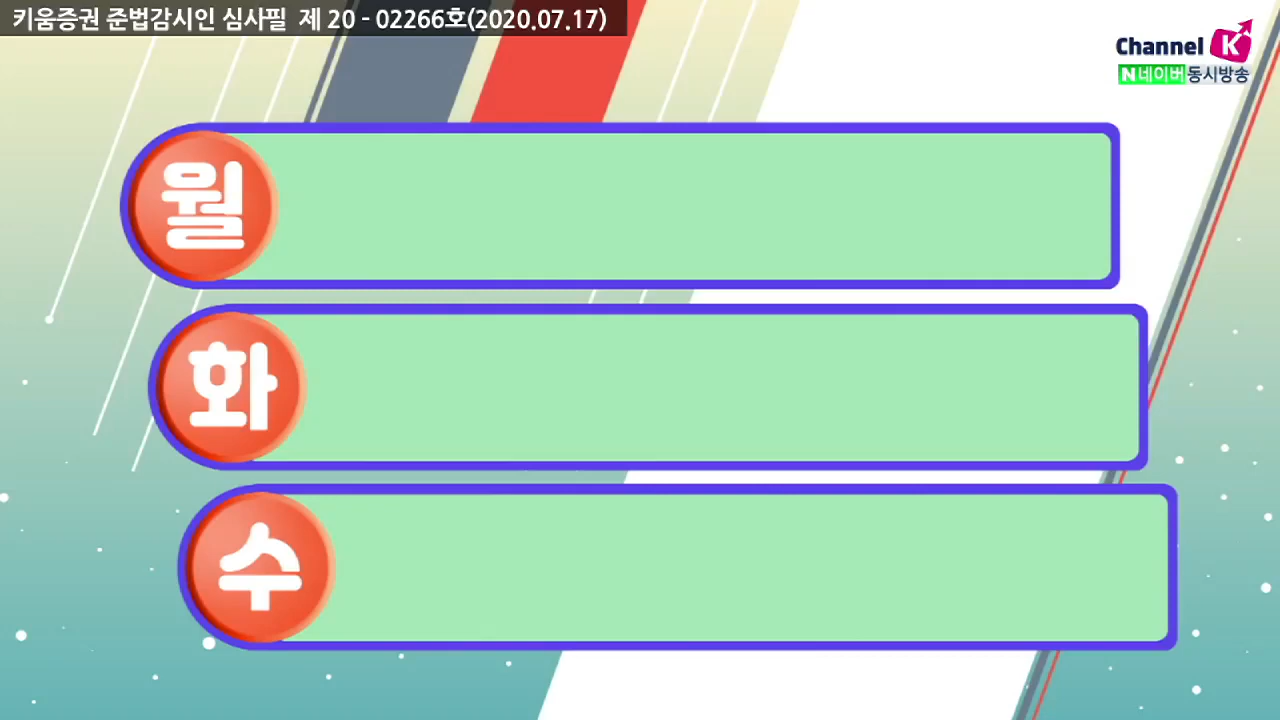 키움증권 준법감시인 심사필 제 20 - 02266호(2020.07.17)
Channel K
N네이버동시방송
월
화
수